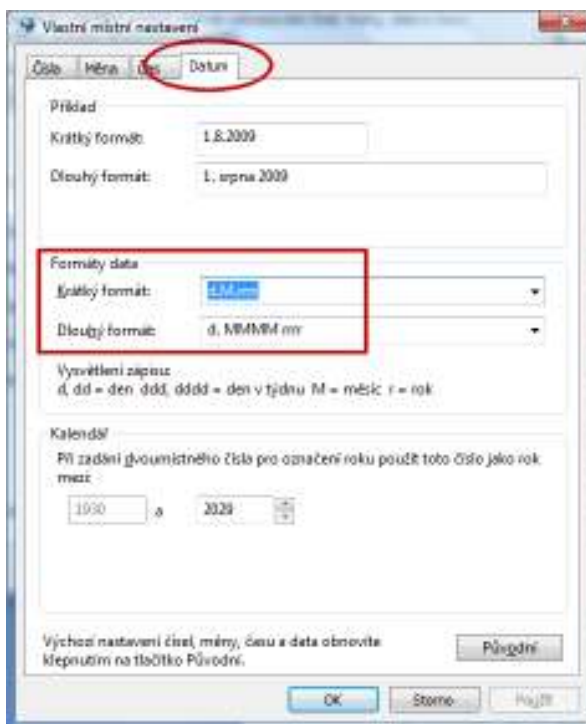 Vlastní místní nastavení
Čísla Měna Čas Datum
Příklad
Krátký formát: 1.8.2009
Dlouhý formát: 1. srpna 2009
Formáty data
Krátký formát:
Dlouhý formát: d. MMMM rrrr
Vysvětlení zápisu:
d, dd = den ddd, dddd = den v týdnu M = měsíc r = rok
Kalendář
Při zadání dvoumístného čísla pro označení roku použít toto číslo jako rok
mezi:
1930 a 2029
Výchozí nastavení čísel, měny, času a data obnovíte
klepnutím na tlačítko Původní.
Původní
OK Storno Použít